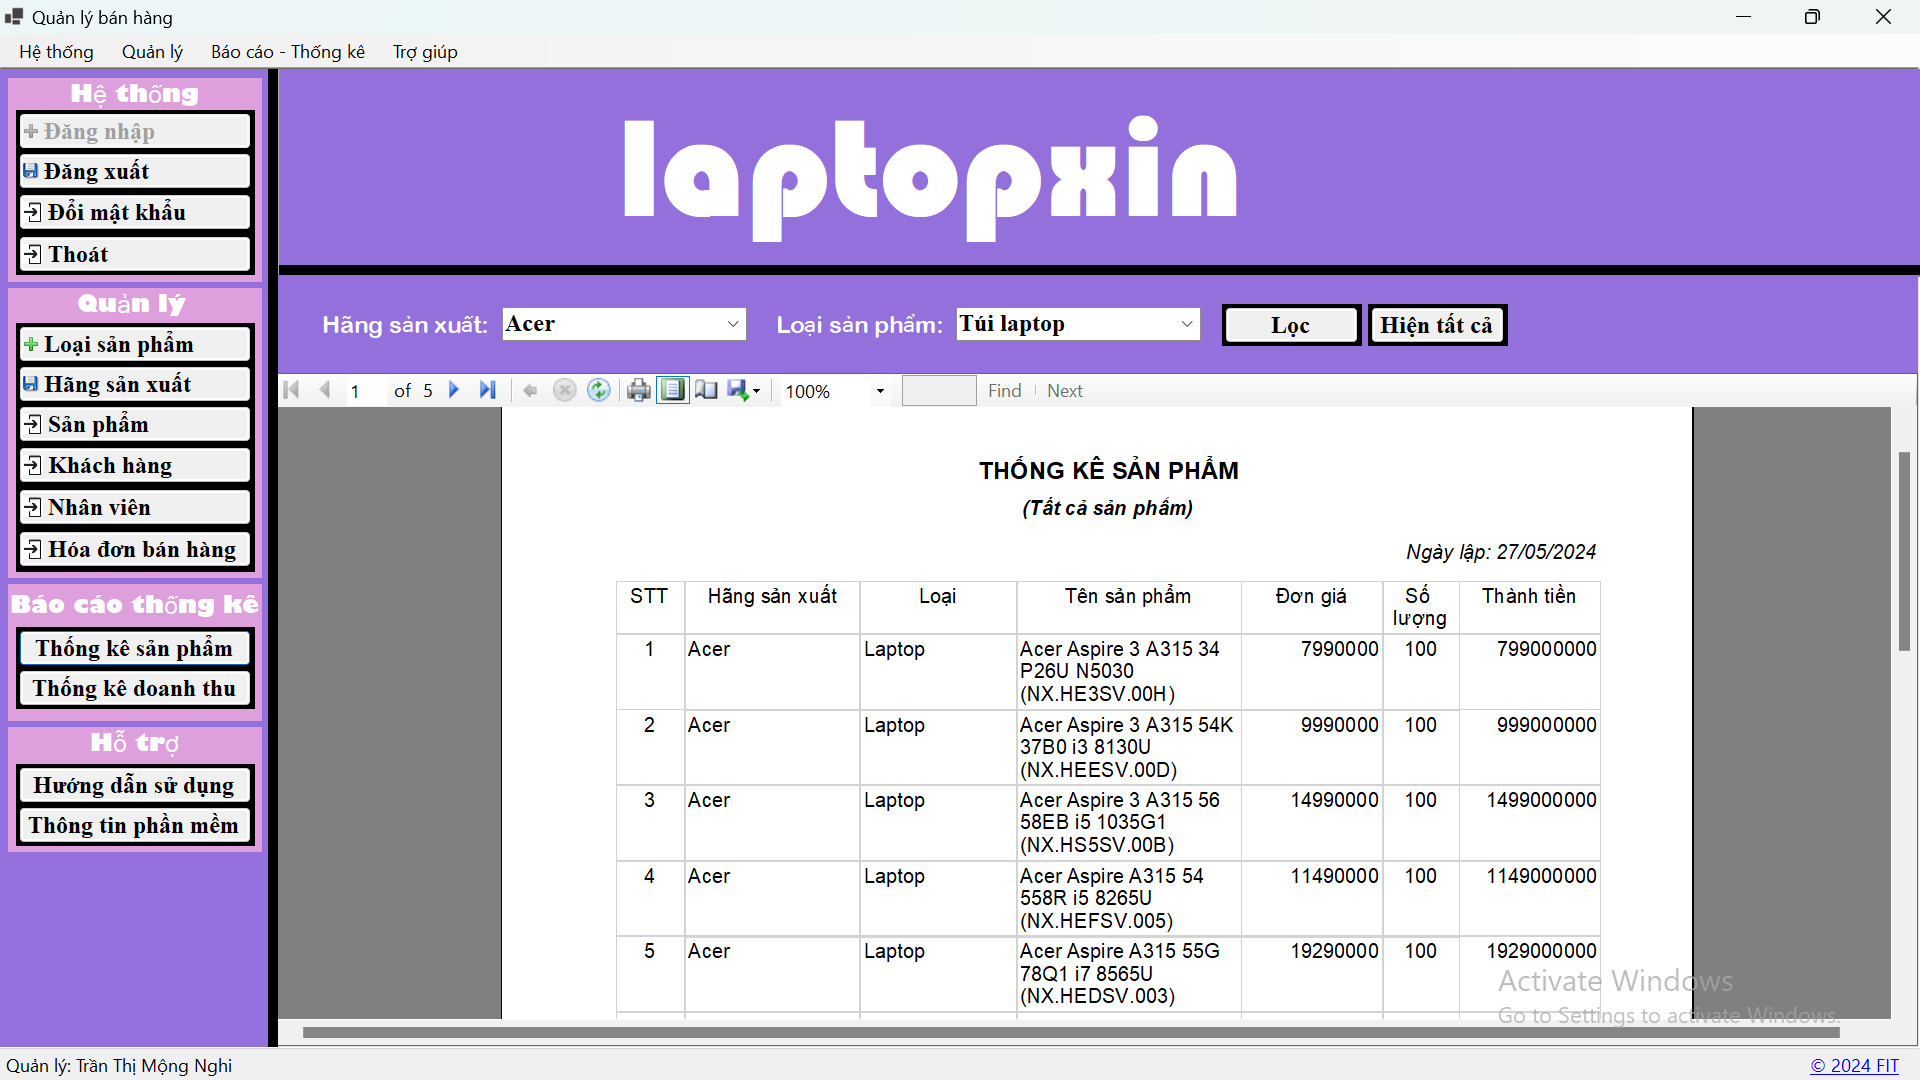 Quản lý bán hàng
Hệ thống Quản lý Báo cáo - Thống kê Trợ giúp
Hệ thống
Đăng nhập
Đăng xuất
Đổi mật khẩu
Thoát
Quản lý
Loại sản phẩm
Hãng sản xuất
Sản phẩm
Khách hàng
Nhân viên
Hóa đơn bán hàng
Báo cáo thống kê
Thống kê sản phẩm
Thống kê doanh thu
Hỗ trợ
Hướng dẫn sử dụng
Thông tin phần mềm
laptopxin
Hãng sản xuất: Acer Loại sản phẩm: Túi laptop Lọc Hiện tất cả
1 of 5 100% Find Next
THỐNG KÊ SẢN PHẨM
(Tất cả sản phẩm)
Ngày lập: 27/05/2024
STT Hãng sản xuất Loại Tên sản phẩm Đơn giá Số lượng Thành tiền
1 Acer Laptop Acer Aspire 3 A315 34 7990000 100 799000000
P26U N5030
(NX.HE3SV.00H)
2 Acer Laptop Acer Aspire 3 A315 54K 9990000 100 999000000
37B0 i3 8130U
(NX.HEESV.00D)
3 Acer Laptop Acer Aspire 3 A315 56 14990000 100 1499000000
58EB i5 1035G1
(NX.HS5SV.00B)
4 Acer Laptop Acer Aspire A315 54 11490000 100 1149000000
558R i5 8265U
(NX.HEFSV.005)
5 Acer Laptop Acer Aspire A315 55G 19290000 100 1929000000
78Q1 i7 8565U
(NX.HEDSV.003)
Activate Windows
Go to Settings to activate Windows.
Quản lý: Trần Thị Mộng Nghi
© 2024 FIT